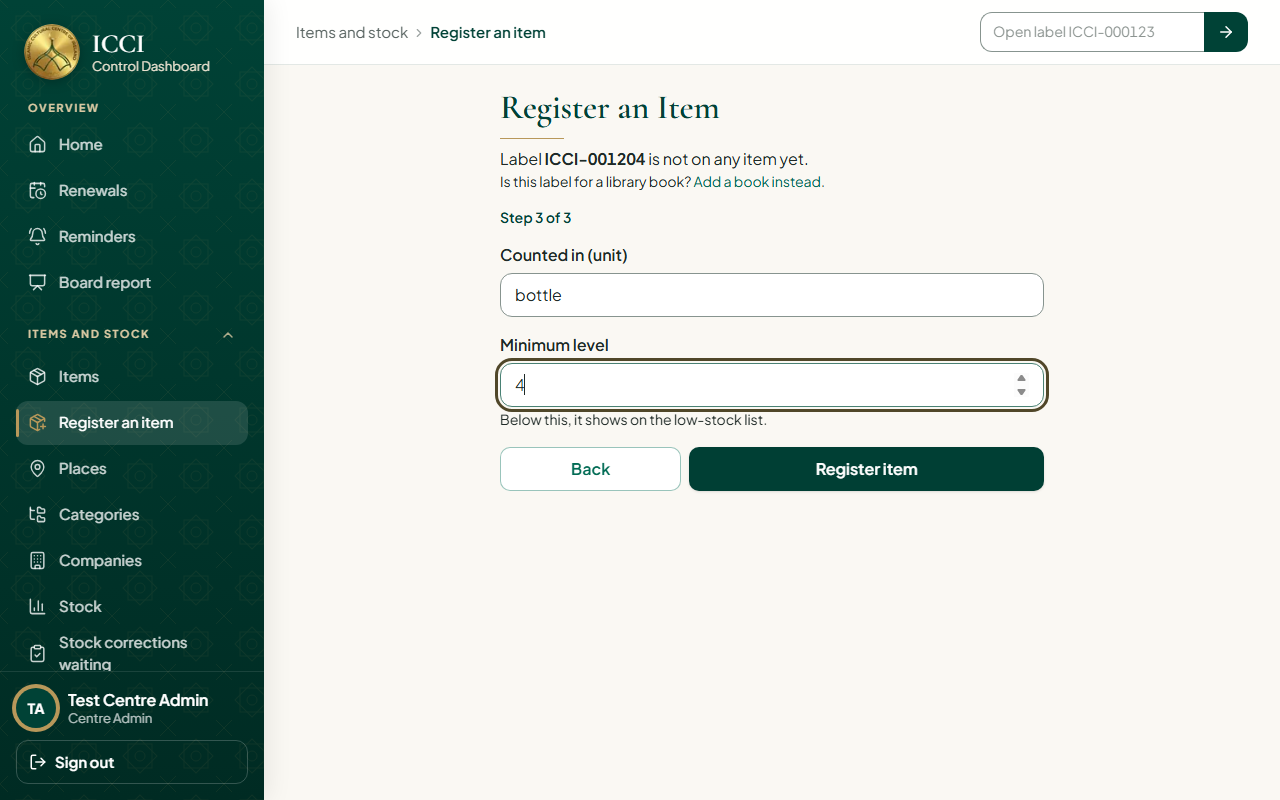 ICCI
Control Dashboard
OVERVIEW
Home
Renewals
Reminders
Board report
ITEMS AND STOCK
Items
Register an item
Places
Categories
Companies
Stock
Stock corrections
waiting
TA
Test Centre Admin
Centre Admin
Sign out
Items and stock > Register an item
Open label ICCI-000123
Register an Item
Label ICCI-001204 is not on any item yet.
Is this label for a library book? Add a book instead.
Step 3 of 3
Counted in (unit)
bottle
Minimum level
4
Below this, it shows on the low-stock list.
Back
Register item